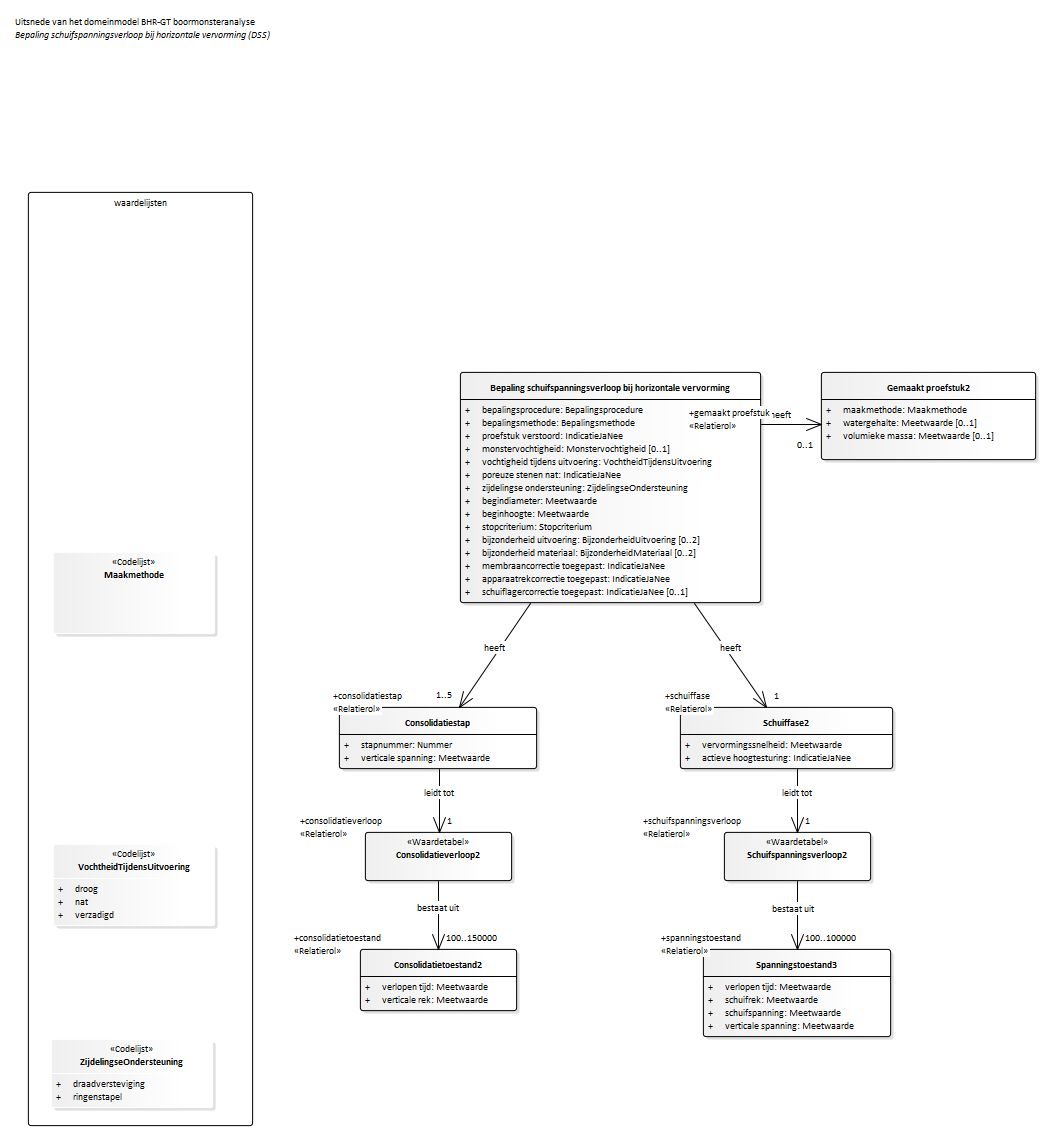 Uitsnede van het domeinmodel BHR-GT boormonsteranalyse
Bepaling schuifspanningsverloop bij horizontale vervorming (DSS)
waardelijsten
«Codelijst»
Maakmethode
«Codelijst»
VochtheidTijdensUitvoering
+ droog
+ nat
+ verzadigd
«Codelijst»
ZijdelingseOndersteuning
+ draadversteviging
+ ringenstapel
Bepaling schuifspanningsverloop bij horizontale vervorming
+ bepalingsprocedure: Bepalingsprocedure
+ bepalingsmethode: Bepalingsmethode
+ proefstuk verstoord: IndicatieJaNee
+ monstervochtigheid: Monstervochtigheid [0..1]
+ vochtigheid tijdens uitvoering: VochtheidTijdensUitvoering
+ poreuze stenen nat: IndicatieJaNee
+ zijdelingse ondersteuning: ZijdelingseOndersteuning
+ begindiameter: Meetwaarde
+ beginhoogte: Meetwaarde
+ stopcriterium: Stopcriterium
+ bijzonderheid uitvoering: BijzonderheidUitvoering [0..2]
+ bijzonderheid materiaal: BijzonderheidMateriaal [0..2]
+ membraancorrectie toegepast: IndicatieJaNee
+ apparaatrekcorrectie toegepast: IndicatieJaNee
+ schuiflagercorrectie toegepast: IndicatieJaNee [0..1]
+gemaakt proefstuk heeft
«Relatierol»
0..1
Gemaakt proefstuk2
+ maakmethode: Maakmethode
+ watergehalte: Meetwaarde [0..1]
+ volumieke massa: Meetwaarde [0..1]
heeft
+consolidatiestap 1..5
«Relatierol»
Consolidatiestap
+ stapnummer: Nummer
+ verticale spanning: Meetwaarde
leidt tot
+consolidatieverloop 1
«Relatierol»
«Waardetabel»
Consolidatieverloop2
bestaat uit
+consolidatietoestand 100..150000
«Relatierol»
Consolidatietoestand2
+ verlopen tijd: Meetwaarde
+ verticale rek: Meetwaarde
heeft
+schuiffase 1
«Relatierol»
Schuiffase2
+ vervormingssnelheid: Meetwaarde
+ actieve hoogtesturing: IndicatieJaNee
leidt tot
+schuifspanningsverloop 1
«Relatierol»
«Waardetabel»
Schuifspanningsverloop2
bestaat uit
+spanningstoestand 100..100000
«Relatierol»
Spanningstoestand3
+ verlopen tijd: Meetwaarde
+ schuifrek: Meetwaarde
+ schuifspanning: Meetwaarde
+ verticale spanning: Meetwaarde